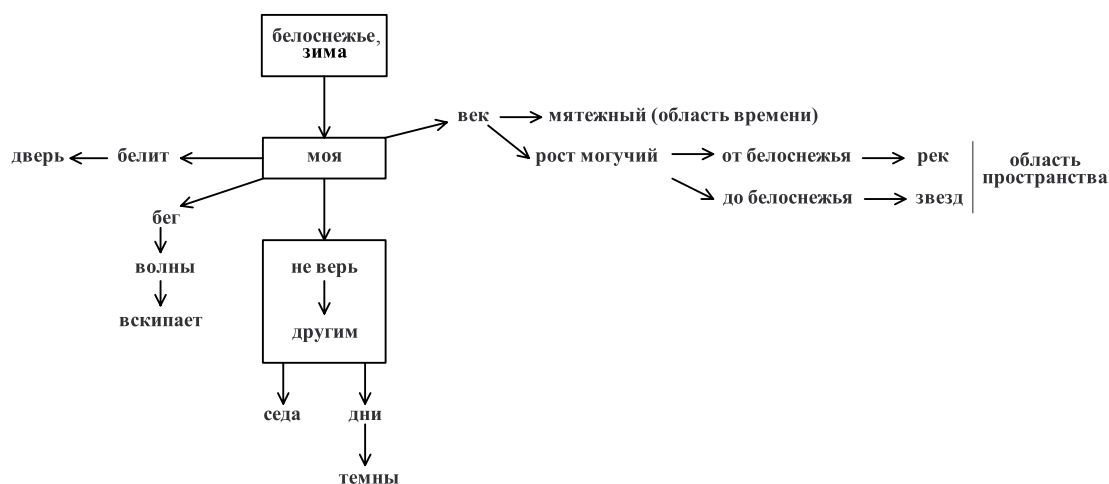 белоснежье,
зима
век
мятежный (область времени)
дверь
белит
моя
рост могучий
от белоснежья
рек
область
пространства
до белоснежья
звезд
бег
волны
вскипает
не верь
другим
седа
дни
темны